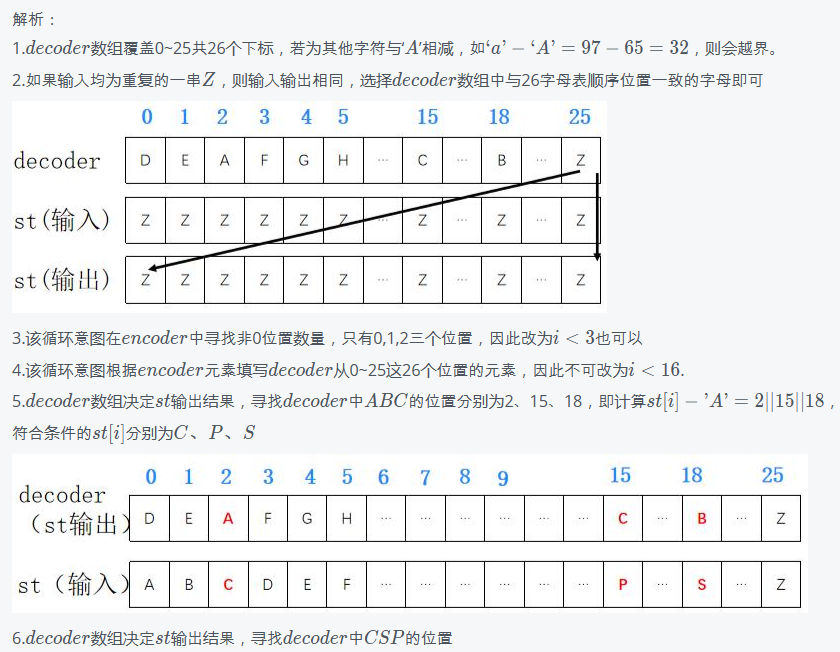 解析：
1.decoder数组覆盖0~25共26个下标，若为其他字符与‘A’相减，如‘a’ − ‘A’ = 97 − 65 = 32，则会越界。
2.如果输入均为重复的一串Z，则输入输出相同，选择decoder数组中与26字母表顺序位置一致的字母即可
0 1 2 3 4 5 15 18 25
decoder D E A F G H ··· C ··· B ··· Z
st(输入) Z Z Z Z Z Z ··· Z ··· Z ··· Z
st(输出) Z Z Z Z Z Z ··· Z ··· Z ··· Z
3.该循环意图在encoder中寻找非0位置数量，只有0,1,2三个位置，因此改为i < 3也可以
4.该循环意图根据encoder元素填写decoder从0~25这26个位置的元素，因此不可改为i < 16.
5.decoder数组决定st输出结果，寻找decoder中ABC的位置分别为2、15、18，即计算st[i] − 'A' = 2||15||18，
符合条件的st[i]分别为C、P、S
0 1 2 3 4 5 6 7 8 9 15 18 25
decoder
（st输出） D E A F G H ··· ··· ··· ··· ··· ··· C ··· B ··· Z
st（输入） A B C D E F ··· ··· ··· ··· ··· ··· P ··· S ··· Z
6.decoder数组决定st输出结果，寻找decoder中CSP的位置